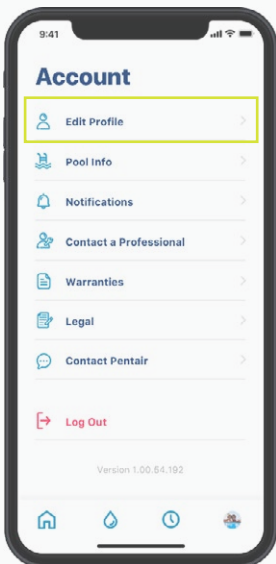 9:41
Account
Edit Profile
Pool Info
Notifications
Contact a Professional
Warranties
Legal
Contact Pentair
Log Out
Version 1.00.64.192